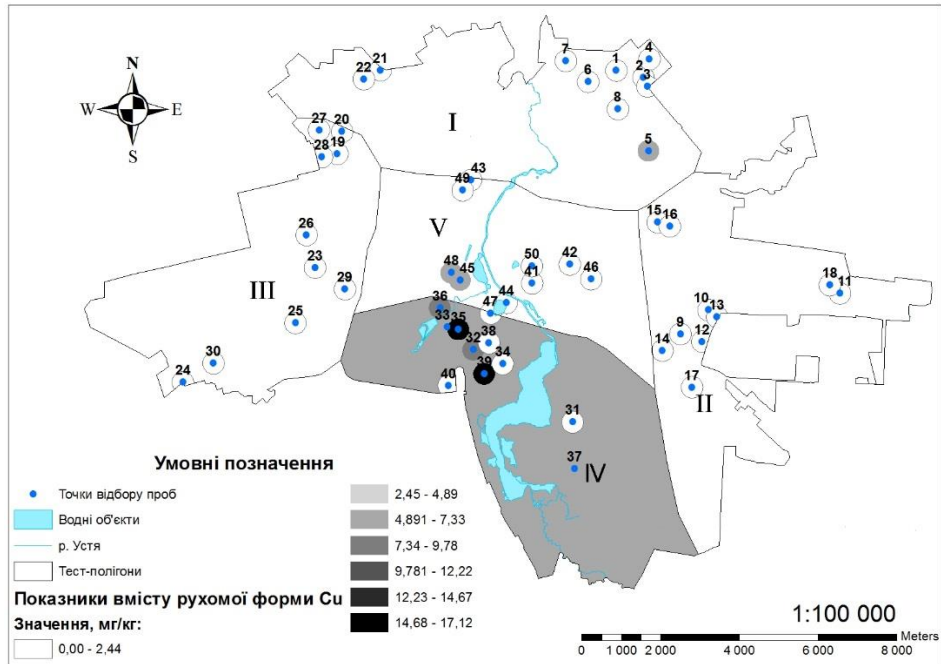 N
W E
S
22 21
27 20
28 19
I
7 1 4
6 2 3
8
5
43
49
V
26
23
29
III
25
30
24
48 45
36
33 35
47
44
50
41
42
46
32 38
34
39
40
31
37 IV
15 16
18 11
10 13
9
12
14
17
II
Умовні позначення
Точки відбору проб
Водні об'єкти
р. Устя
Тест-полігони
Показники вмісту рухомої форми Cu
Значення, мг/кг:
0,00 - 2,44
2,45 - 4,89
4,891 - 7,33
7,34 - 9,78
9,781 - 12,22
12,23 - 14,67
14,68 - 17,12
1:100 000
Meters
0 1 000 2 000 4 000 6 000 8 000